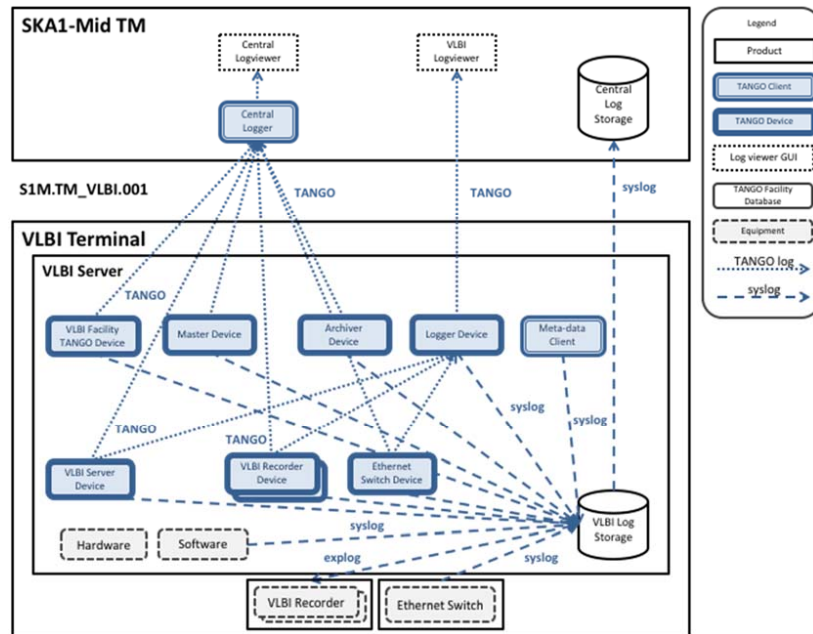 SKA1-Mid TM
Central
Logviewer
VLBI
Logviewer
Central
Logger
Central
Log
Storage
S1M.TM_VLBI.001
TANGO
TANGO
syslog
VLBI Terminal
VLBI Server
TANGO
VLBI Facility
TANGO Device
Master Device
Archiver
Device
Logger Device
Meta-data
Client
syslog
syslog
TANGO
TANGO
VLBI Server
Device
VLBI Recorder
Device
Ethernet
Switch Device
VLBI Log
Storage
Hardware
Software
syslog
explog
syslog
VLBI Recorder
Ethernet Switch
Legend
Product
TANGO Client
TANGO Device
Log viewer GUI
TANGO Facility
Database
Equipment
TANGO log
syslog